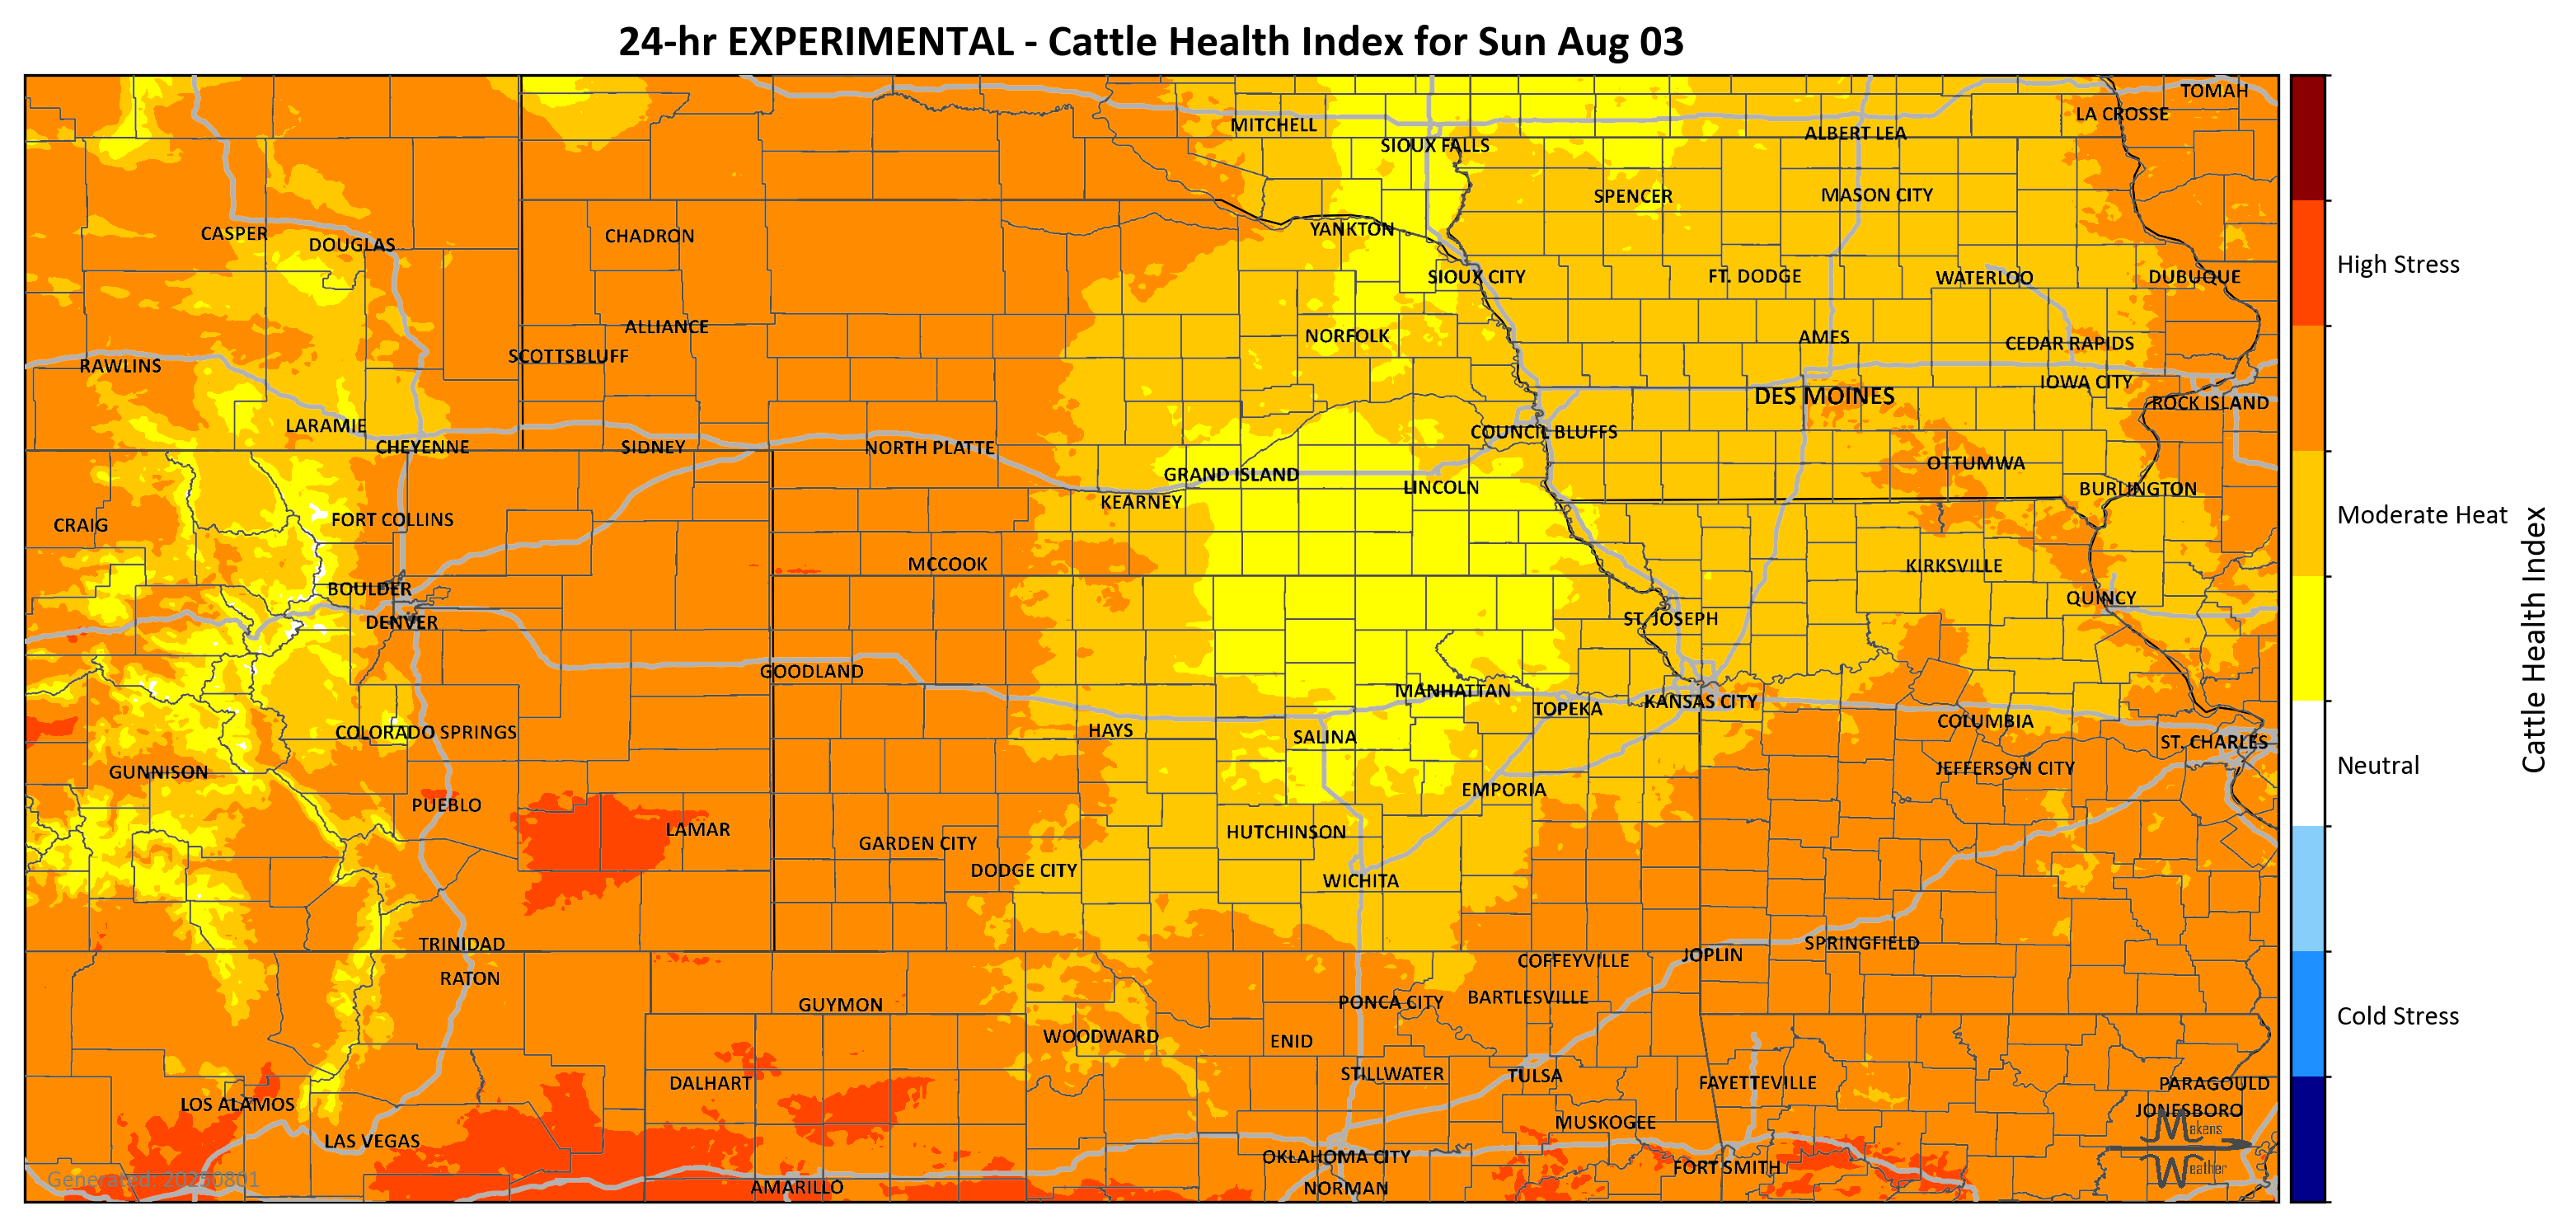 24-hr EXPERIMENTAL - Cattle Health Index for Sun Aug 03
TOMAH
LA CROSSE
MITCHELL
ALBERT LEA
SIOUX FALLS
SPENCER
MASON CITY
CASPER
DOUGLAS
CHADRON
YANKTON
SIOUX CITY
FT. DODGE
WATERLOO
DUBUQUE
ALLIANCE
NORFOLK
AMES
CEDAR RAPIDS
SCOTTSBLUFF
RAWLINS
IOWA CITY
DES MOINES
ROCK ISLAND
LARAMIE
COUNCIL BLUFFS
CHEYENNE
SIDNEY
NORTH PLATTE
OTTUMWA
GRAND ISLAND
LINCOLN
BURLINGTON
KEARNEY
CRAIG
FORT COLLINS
MCCOOK
KIRKSVILLE
BOULDER
QUINCY
DENVER
ST. JOSEPH
GOODLAND
MANHATTAN
KANSAS CITY
TOPEKA
COLUMBIA
COLORADO SPRINGS
HAYS
SALINA
ST. CHARLES
GUNNISON
JEFFERSON CITY
EMPORIA
PUEBLO
LAMAR
HUTCHINSON
GARDEN CITY
DODGE CITY
WICHITA
TRINIDAD
SPRINGFIELD
JOPLIN
COFFEYVILLE
RATON
GUYMON
PONCA CITY
BARTLESVILLE
WOODWARD
ENID
STILLWATER
TULSA
DALHART
FAYETTEVILLE
PARAGOULD
LOS ALAMOS
JONESBORO
MUSKOGEE
LAS VEGAS
OKLAHOMA CITY
FORT SMITH
AMARILLO
NORMAN
Generated: 20250801
Makens
Weather
High Stress
Moderate Heat
Neutral
Cold Stress
Cattle Health Index